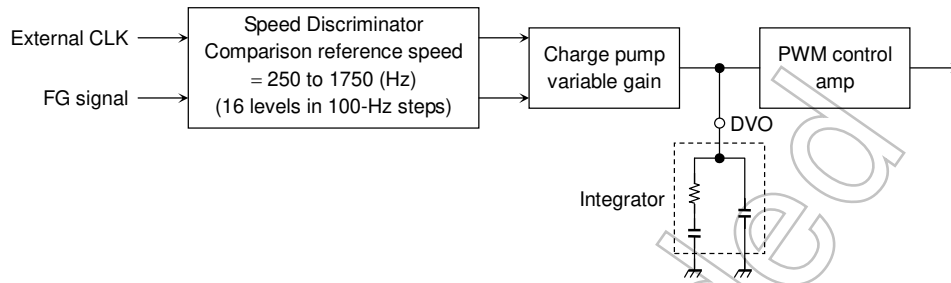 External CLK
FG signal
Speed Discriminator
Comparison reference speed
= 250 to 1750 (Hz)
(16 levels in 100-Hz steps)
Charge pump
variable gain
PWM control
amp
DVO
Integrator